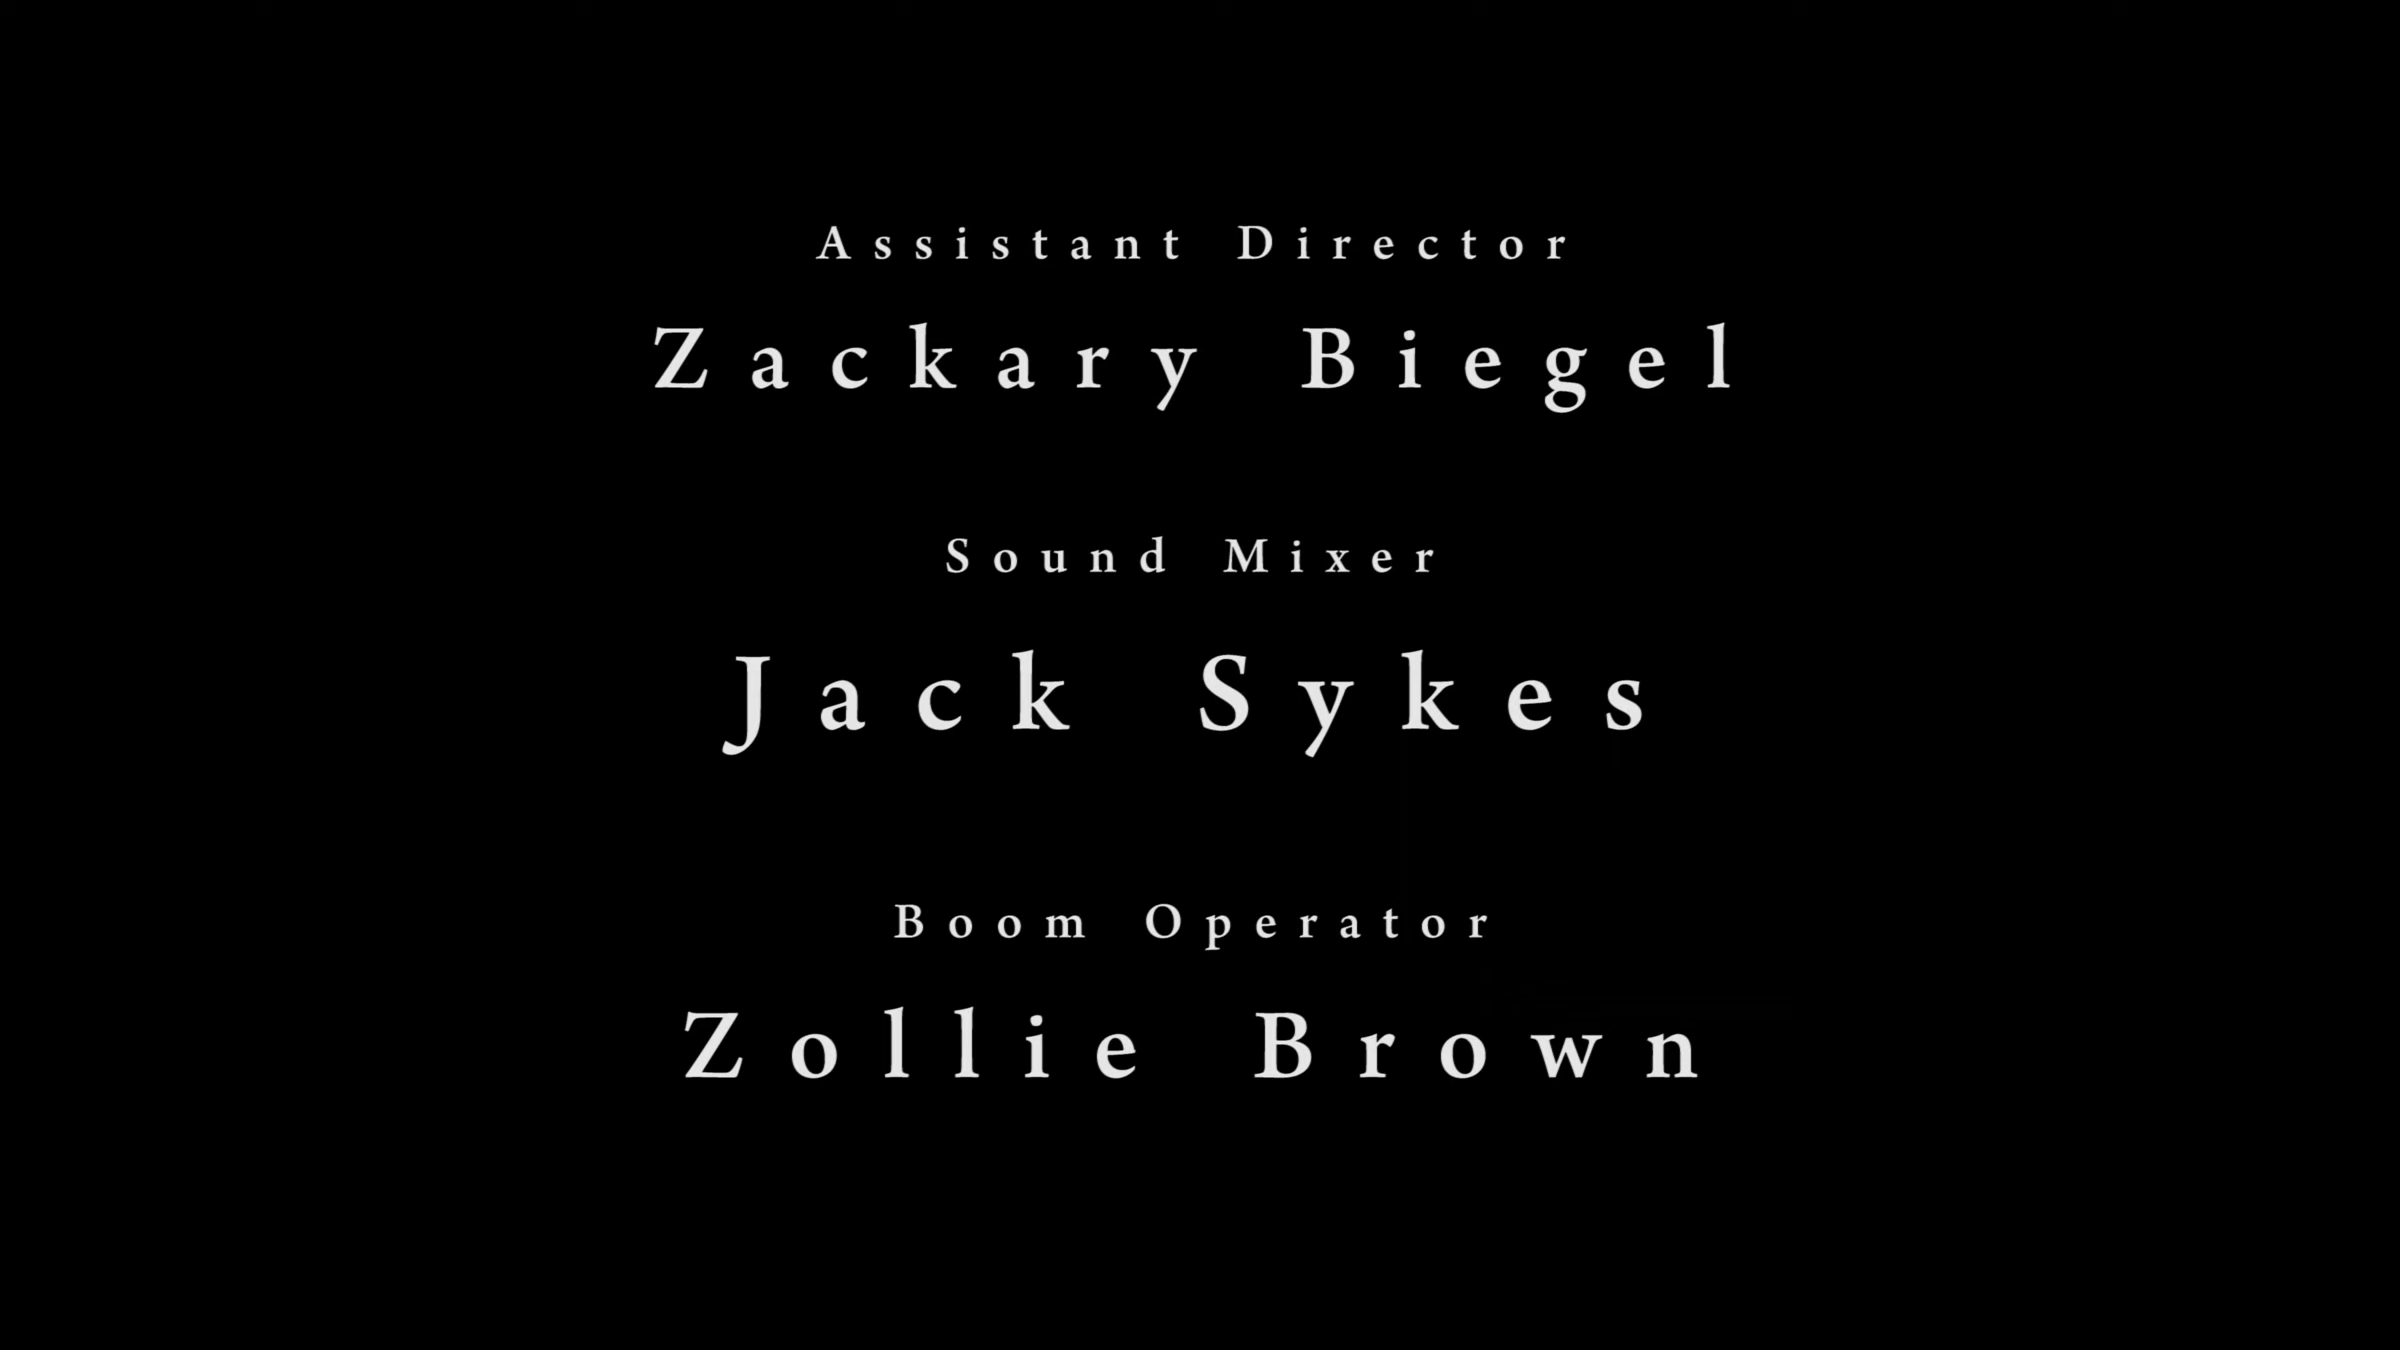 Assistant Director
Zackary Biegel
Sound Mixer
Jack Sykes
Boom Operator
Zollie Brown